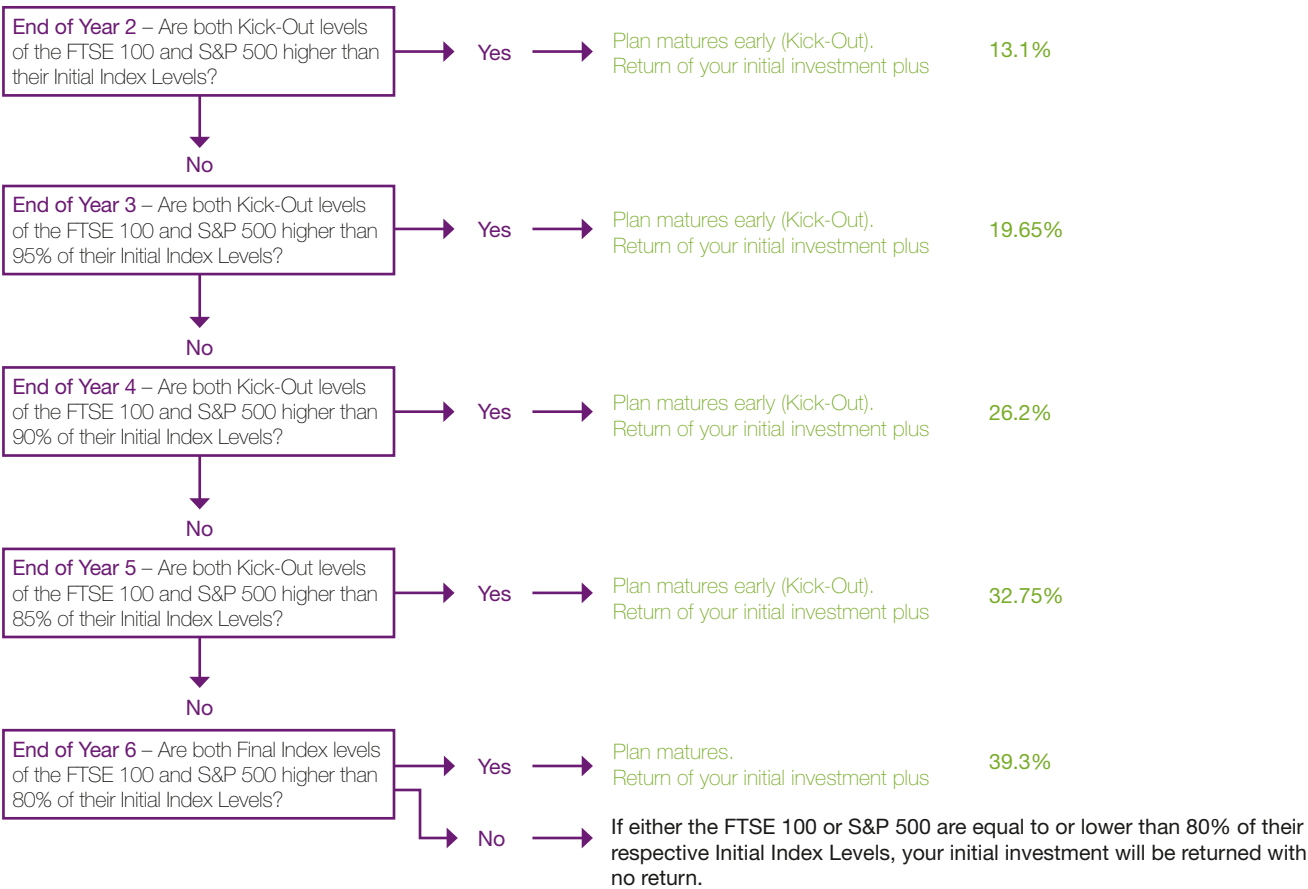 End of Year 2 – Are both Kick-Out levels
of the FTSE 100 and S&P 500 higher than
their Initial Index Levels?
Yes
Plan matures early (Kick-Out).
Return of your initial investment plus
13.1%
No
End of Year 3 – Are both Kick-Out levels
of the FTSE 100 and S&P 500 higher than
95% of their Initial Index Levels?
Yes
Plan matures early (Kick-Out).
Return of your initial investment plus
19.65%
No
End of Year 4 – Are both Kick-Out levels
of the FTSE 100 and S&P 500 higher than
90% of their Initial Index Levels?
Yes
Plan matures early (Kick-Out).
Return of your initial investment plus
26.2%
No
End of Year 5 – Are both Kick-Out levels
of the FTSE 100 and S&P 500 higher than
85% of their Initial Index Levels?
Yes
Plan matures early (Kick-Out).
Return of your initial investment plus
32.75%
No
End of Year 6 – Are both Final Index levels
of the FTSE 100 and S&P 500 higher than
80% of their Initial Index Levels?
Yes
Plan matures.
Return of your initial investment plus
39.3%
No
If either the FTSE 100 or S&P 500 are equal to or lower than 80% of their
respective Initial Index Levels, your initial investment will be returned with
no return.